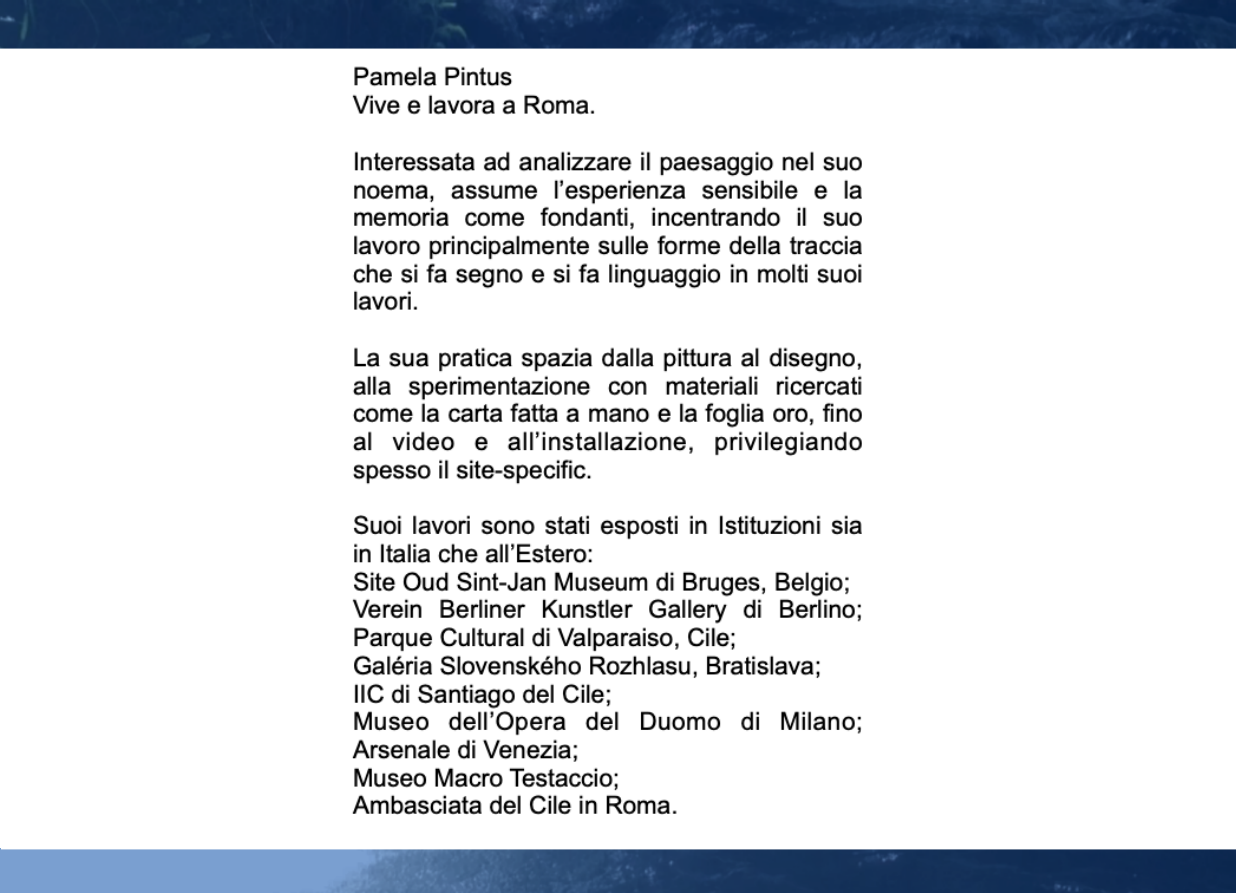 Pamela Pintus
Vive e lavora a Roma.
Interessata ad analizzare il paesaggio nel suo
noema, assume l’esperienza sensibile e la
memoria come fondanti, incentrando il suo
lavoro principalmente sulle forme della traccia
che si fa segno e si fa linguaggio in molti suoi
lavori.
La sua pratica spazia dalla pittura al disegno,
alla sperimentazione con materiali ricercati
come la carta fatta a mano e la foglia oro, fino
al video e all’installazione, privilegiando
spesso il site-specific.
Suoi lavori sono stati esposti in Istituzioni sia
in Italia che all’Estero:
Site Oud Sint-Jan Museum di Bruges, Belgio;
Verein Berliner Kunstler Gallery di Berlino;
Parque Cultural di Valparaiso, Cile;
Galéria Slovenského Rozhlasu, Bratislava;
IIC di Santiago del Cile;
Museo dell’Opera del Duomo di Milano;
Arsenale di Venezia;
Museo Macro Testaccio;
Ambasciata del Cile in Roma.